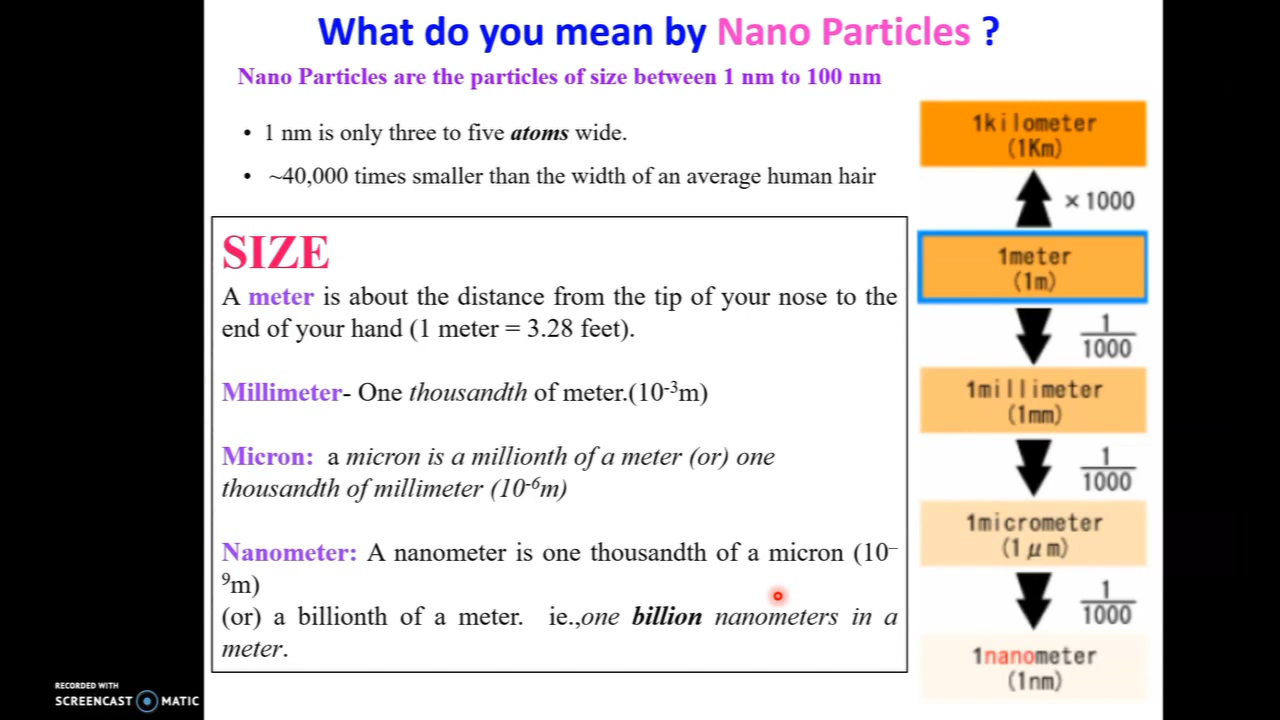 What do you mean by Nano Particles ?
Nano Particles are the particles of size between 1 nm to 100 nm
• 1 nm is only three to five atoms wide.
• ~40,000 times smaller than the width of an average human hair
SIZE
A meter is about the distance from the tip of your nose to the
end of your hand (1 meter = 3.28 feet).
Millimeter- One thousandth of meter.(10⁻³m)
Micron: a micron is a millionth of a meter (or) one
thousandth of millimeter (10⁻⁶m)
Nanometer: A nanometer is one thousandth of a micron (10⁻
⁹m)
(or) a billionth of a meter. ie.,one billion nanometers in a
meter.
1kilometer
(1Km)
×1000
1meter
(1m)
1
1000
1millimeter
(1mm)
1
1000
1micrometer
(1μm)
1
1000
1nanometer
(1nm)
RECORDED WITH
SCREENCAST MATIC